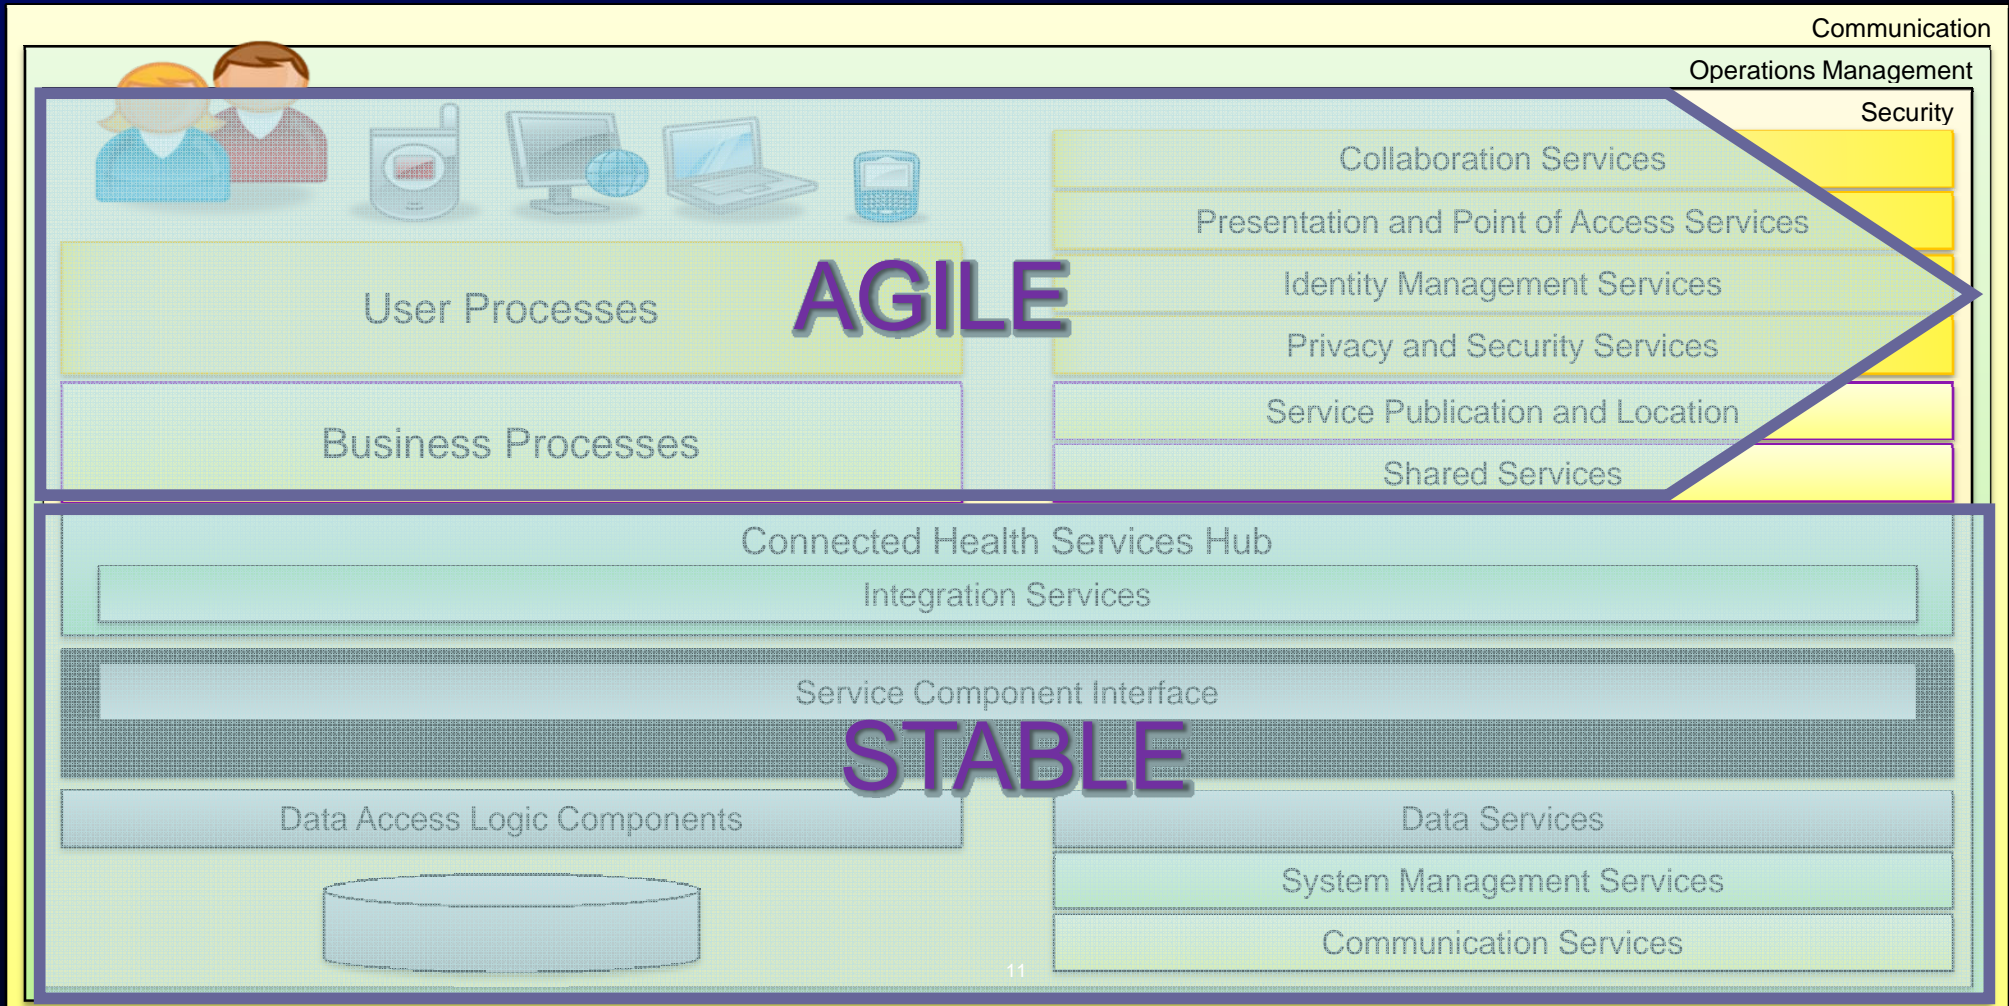 Communication
Operations Management
Security
Collaboration Services
Presentation and Point of Access Services
Identity Management Services
Privacy and Security Services
Service Publication and Location
Shared Services
User Processes
Business Processes
AGILE
Connected Health Services Hub
Integration Services
Service Component Interface
STABLE
Data Access Logic Components
Data Services
System Management Services
Communication Services
11